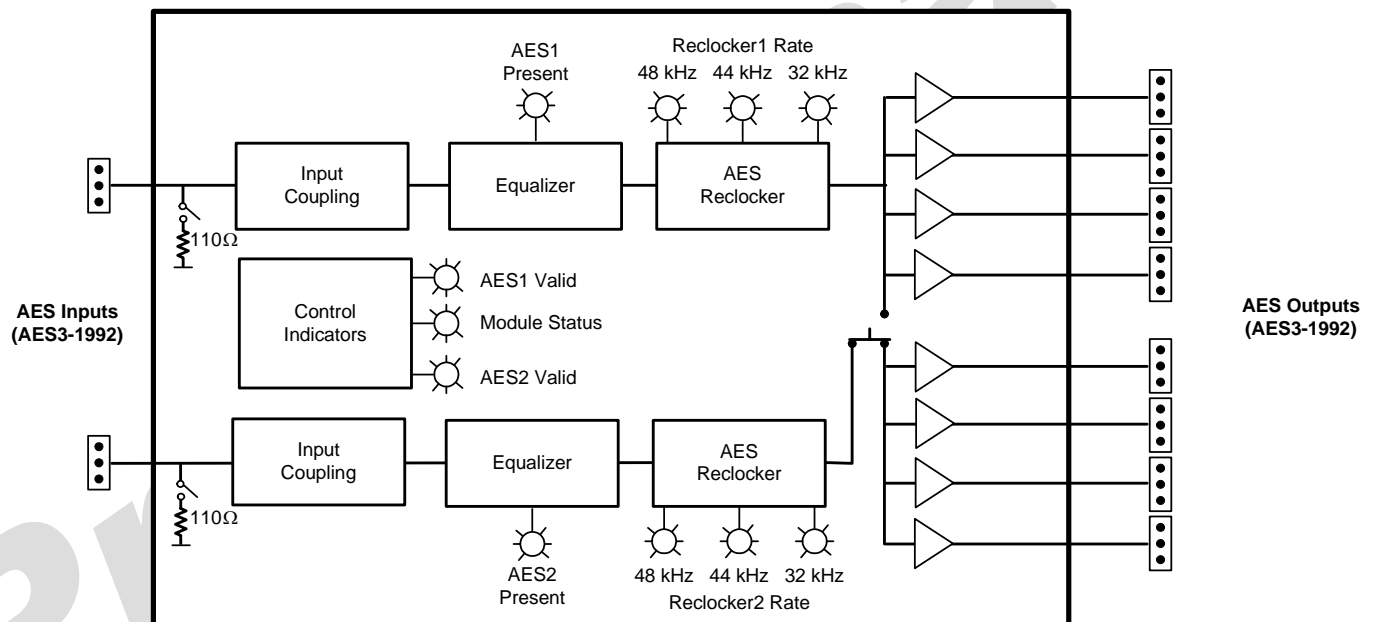 AES1
Present
Reclocker1 Rate
48 kHz 44 kHz 32 kHz
Input
Coupling
Equalizer
AES
Reclocker
110Ω
AES Inputs
(AES3-1992)
Control
Indicators
AES1 Valid
Module Status
AES2 Valid
AES Outputs
(AES3-1992)
Input
Coupling
Equalizer
AES
Reclocker
110Ω
AES2
Present
48 kHz 44 kHz 32 kHz
Reclocker2 Rate